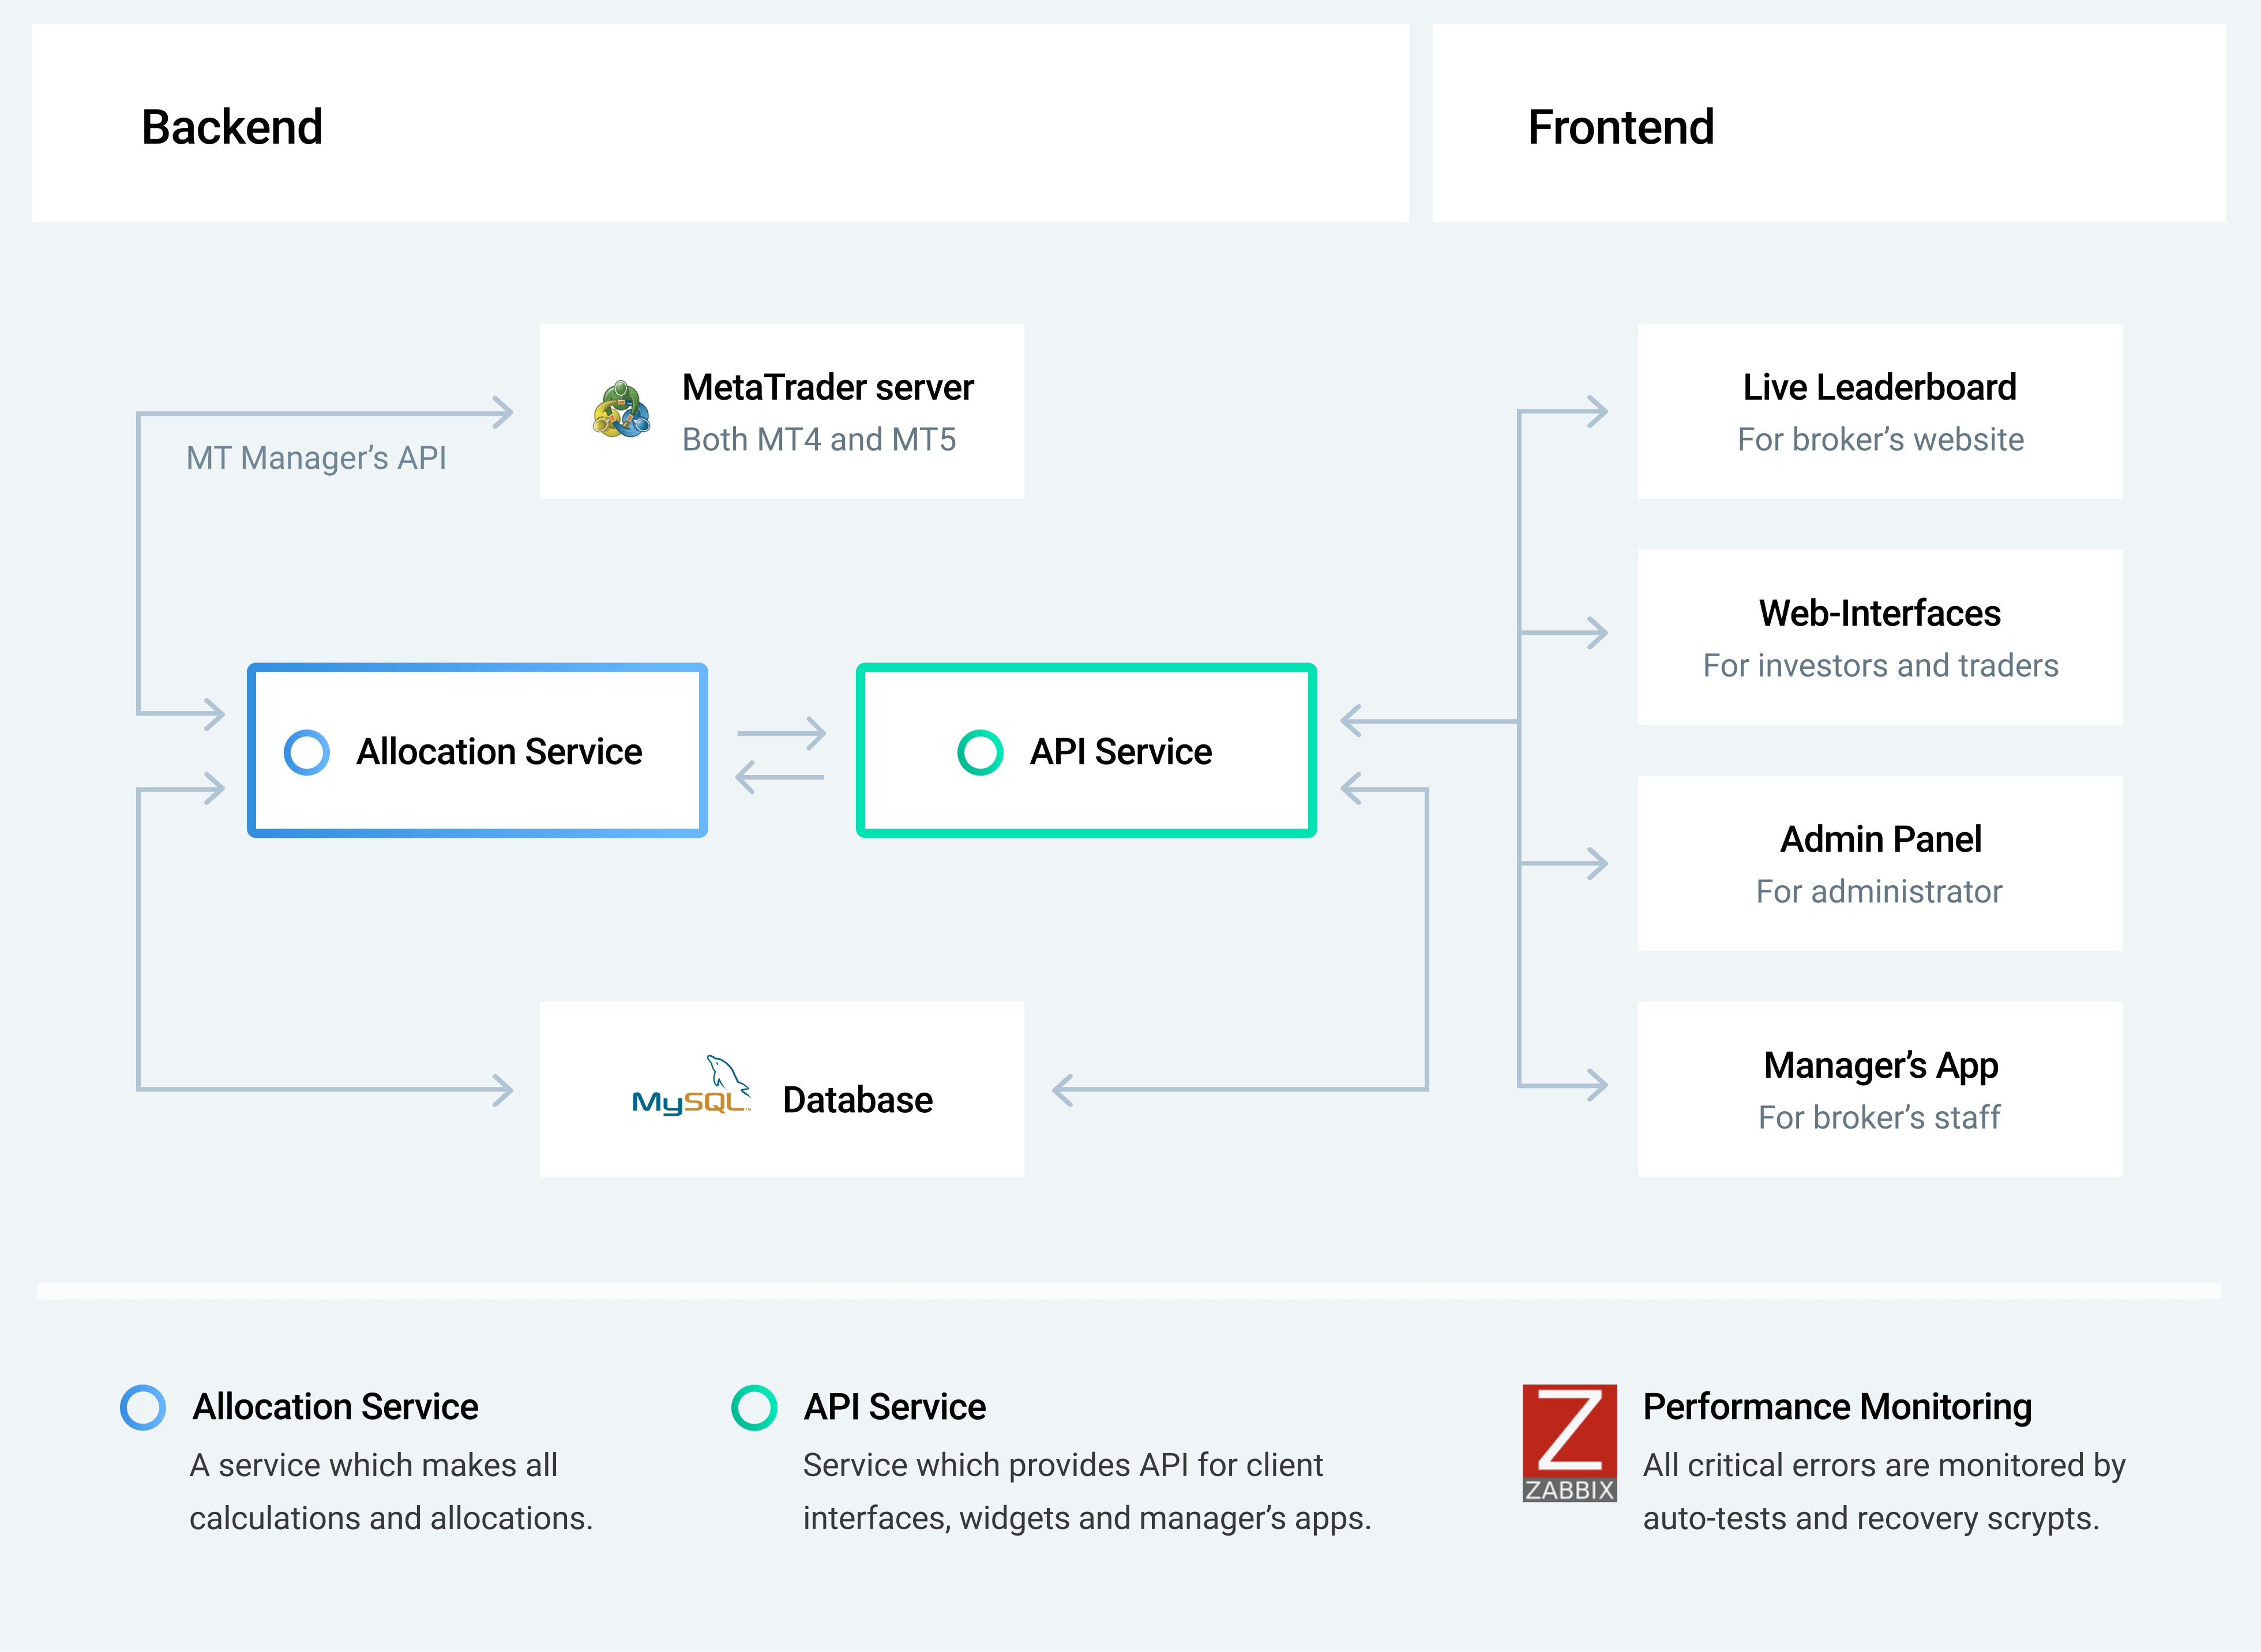 Backend
Frontend
MetaTrader server
Both MT4 and MT5
MT Manager’s API
Allocation Service
API Service
MySQL™
Database
Live Leaderboard
For broker’s website
Web-Interfaces
For investors and traders
Admin Panel
For administrator
Manager’s App
For broker’s staff
Allocation Service
A service which makes all
calculations and allocations.
API Service
Service which provides API for client
interfaces, widgets and manager’s apps.
Z
ZABBIX
Performance Monitoring
All critical errors are monitored by
auto-tests and recovery scrypts.